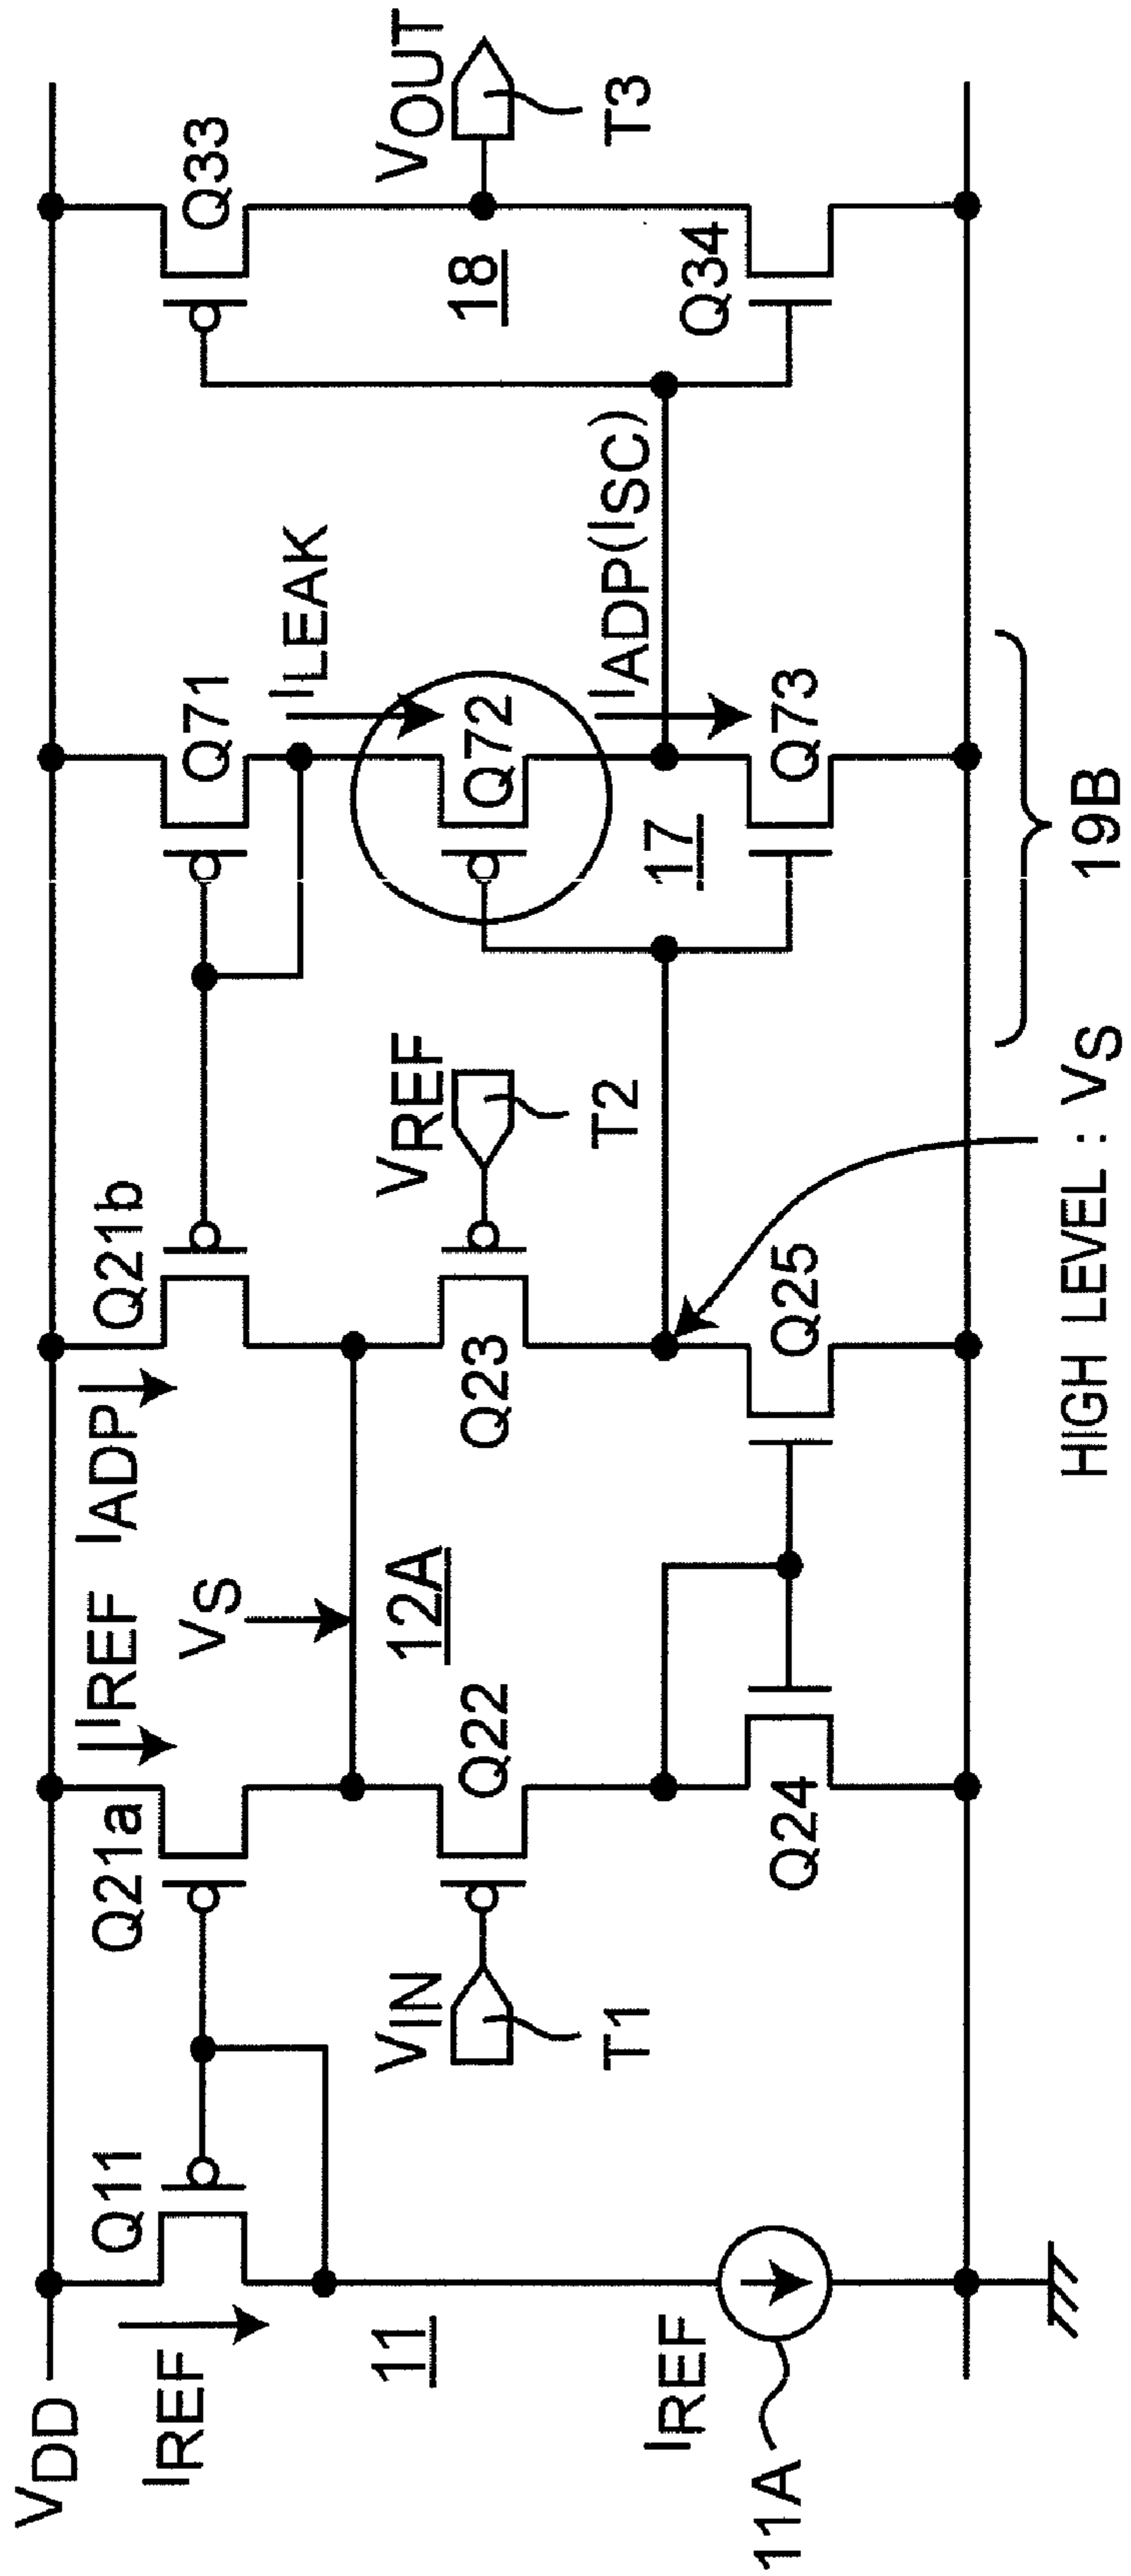 VDD
IREF
Q11
11
IREF
11A
Q21a
IREF
IADP
Q21b
VS
12A
VIN
T1
Q22
Q23
VREF
T2
Q24
Q25
HIGH LEVEL : VS
Q71
ILEAK
Q72
17
IADP(ISC)
Q73
19B
Q33
18
Q34
VOUT
T3